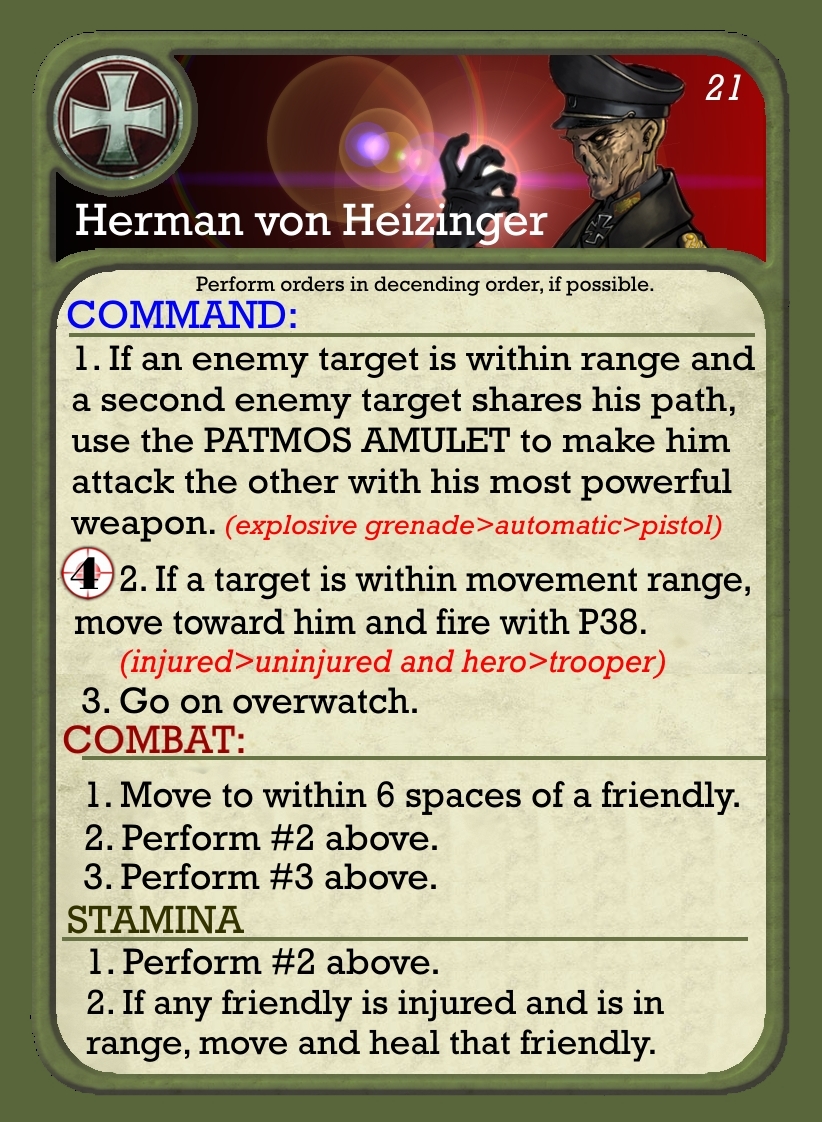 21
Herman von Heizinger
Perform orders in decending order, if possible.
COMMAND:
1. If an enemy target is within range and
a second enemy target shares his path,
use the PATMOS AMULET to make him
attack the other with his most powerful
weapon. (explosive grenade>automatic>pistol)
4 2. If a target is within movement range,
move toward him and fire with P38.
(injured>uninjured and hero>trooper)
3. Go on overwatch.
COMBAT:
1. Move to within 6 spaces of a friendly.
2. Perform #2 above.
3. Perform #3 above.
STAMINA
1. Perform #2 above.
2. If any friendly is injured and is in
range, move and heal that friendly.